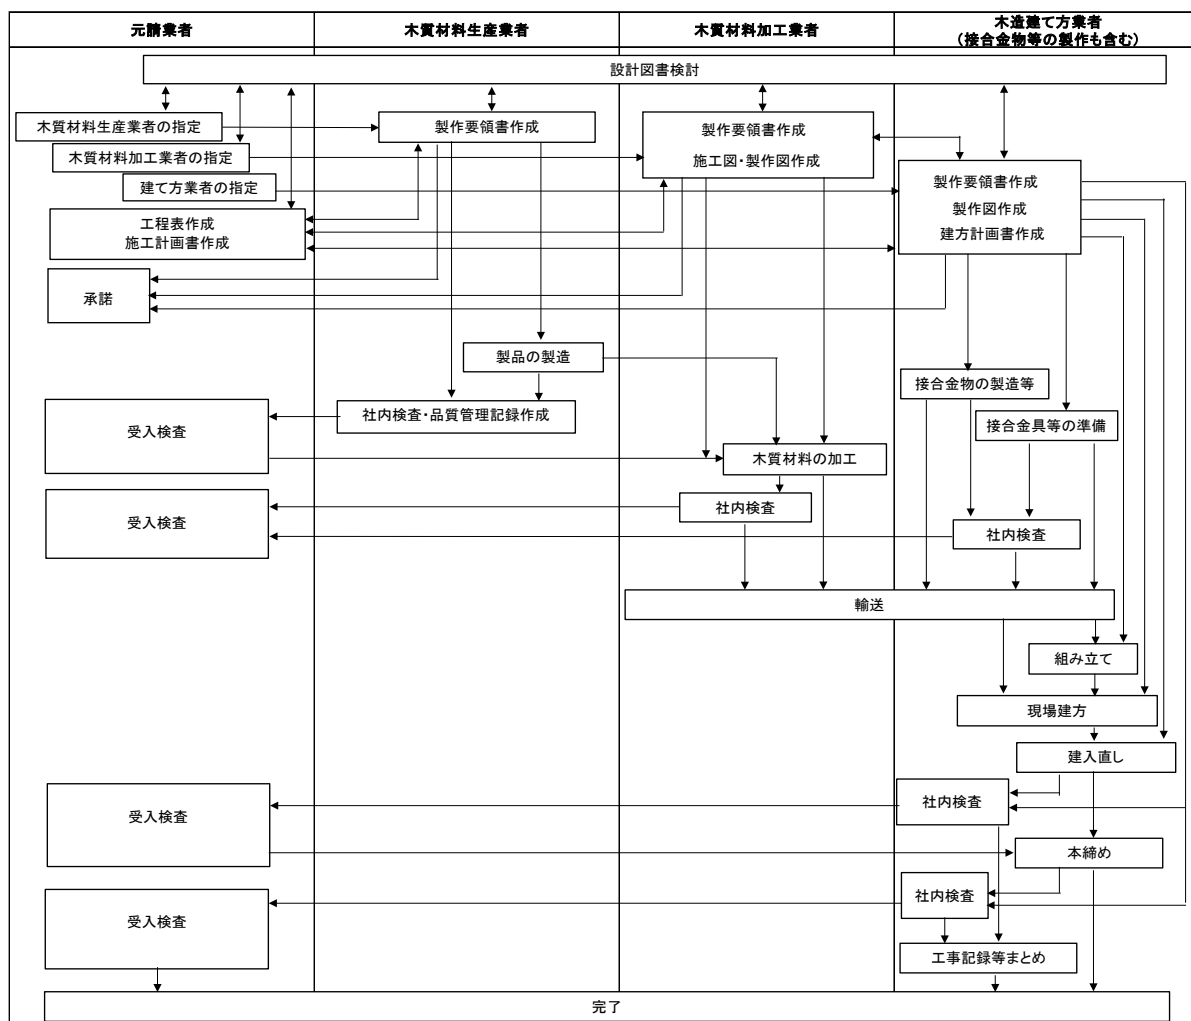 元請業者
木質材料生産業者
木質材料加工業者
木造建て方業者
(接合金物等の製作も含む)
設計図書検討
木質材料生産業者の指定
製作要領書作成
製作要領書作成
施工図・製作図作成
木質材料加工業者の指定
建て方業者の指定
製作要領書作成
製作図作成
建方計画書作成
工程表作成
施工計画書作成
承諾
製品の製造
接合金物の製造等
社内検査・品質管理記録作成
受入検査
接合金具等の準備
木質材料の加工
社内検査
受入検査
社内検査
輸送
組み立て
現場建方
建入直し
社内検査
受入検査
本締め
社内検査
受入検査
工事記録等まとめ
完了